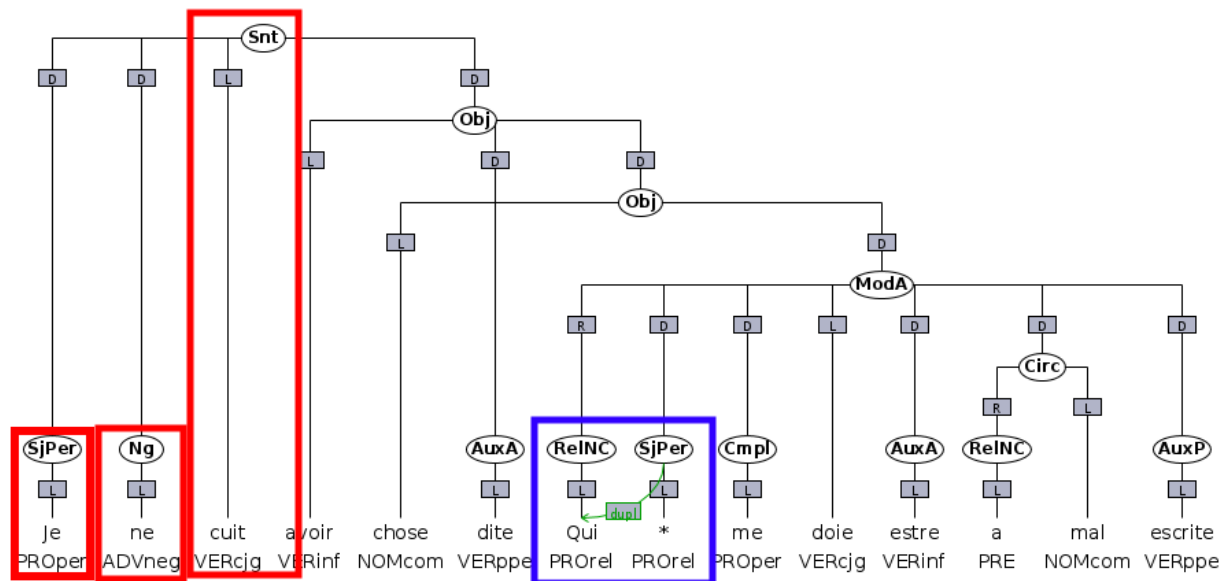 Snt
D D L D
Obj
L D D
Obj
L D
ModA
R D D L D D D
Circ
R L
SjPer Ng AuxA RelNC SjPer Cmpl AuxA RelNC AuxP
L L L L L L L L L
dupl
Je ne cuit avoir chose dite Qui * me doie estre a mal escrite
PROper ADVneg VERcjg VERinf NOMcom VERppe PROrel PROrel PROper VERcjg VERinf PRE NOMcom VERppe